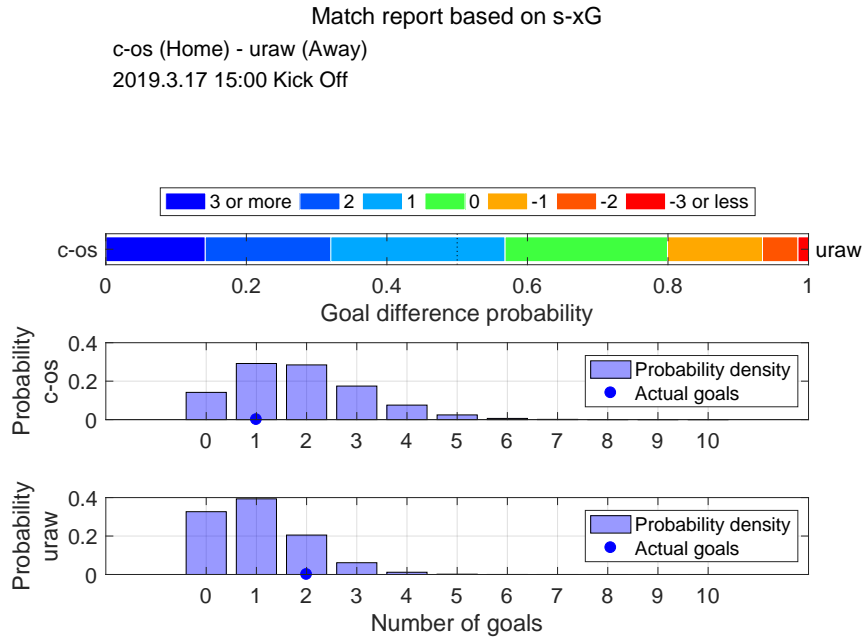 Match report based on s-xG
c-os (Home) - uraw (Away)
2019.3.17 15:00 Kick Off
3 or more 2 1 0 -1 -2 -3 or less
c-os uraw
0 0.2 0.4 0.6 0.8 1
Goal difference probability
Probability
c-os
0.4
0.2
0
Probability density
Actual goals
0 1 2 3 4 5 6 7 8 9 10
Probability
uraw
0.4
0.2
0
Probability density
Actual goals
0 1 2 3 4 5 6 7 8 9 10
Number of goals